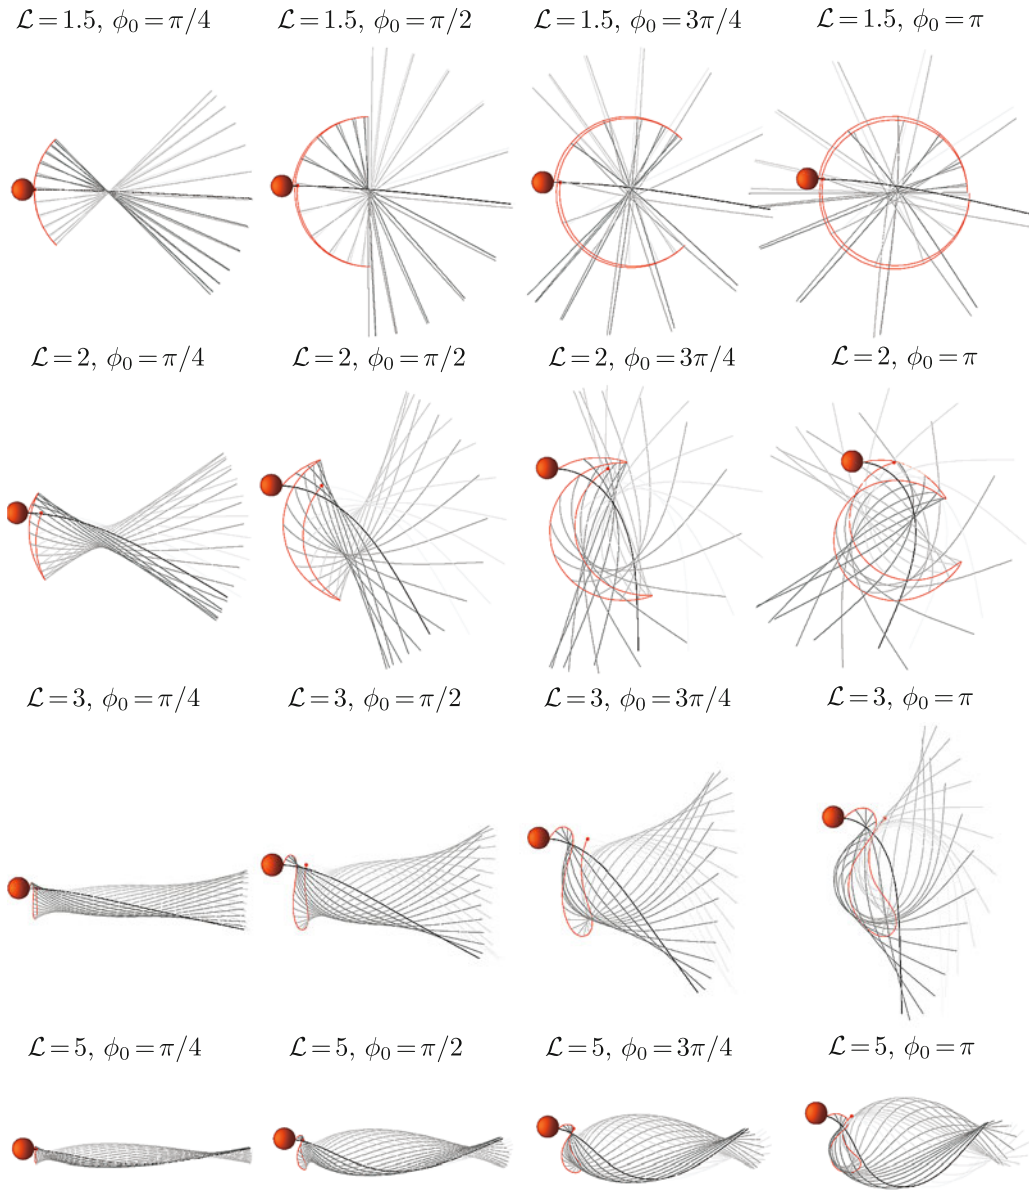 ℒ=1.5, ϕ₀=π/4
ℒ=1.5, ϕ₀=π/2
ℒ=1.5, ϕ₀=3π/4
ℒ=1.5, ϕ₀=π
ℒ=2, ϕ₀=π/4
ℒ=2, ϕ₀=π/2
ℒ=2, ϕ₀=3π/4
ℒ=2, ϕ₀=π
ℒ=3, ϕ₀=π/4
ℒ=3, ϕ₀=π/2
ℒ=3, ϕ₀=3π/4
ℒ=3, ϕ₀=π
ℒ=5, ϕ₀=π/4
ℒ=5, ϕ₀=π/2
ℒ=5, ϕ₀=3π/4
ℒ=5, ϕ₀=π